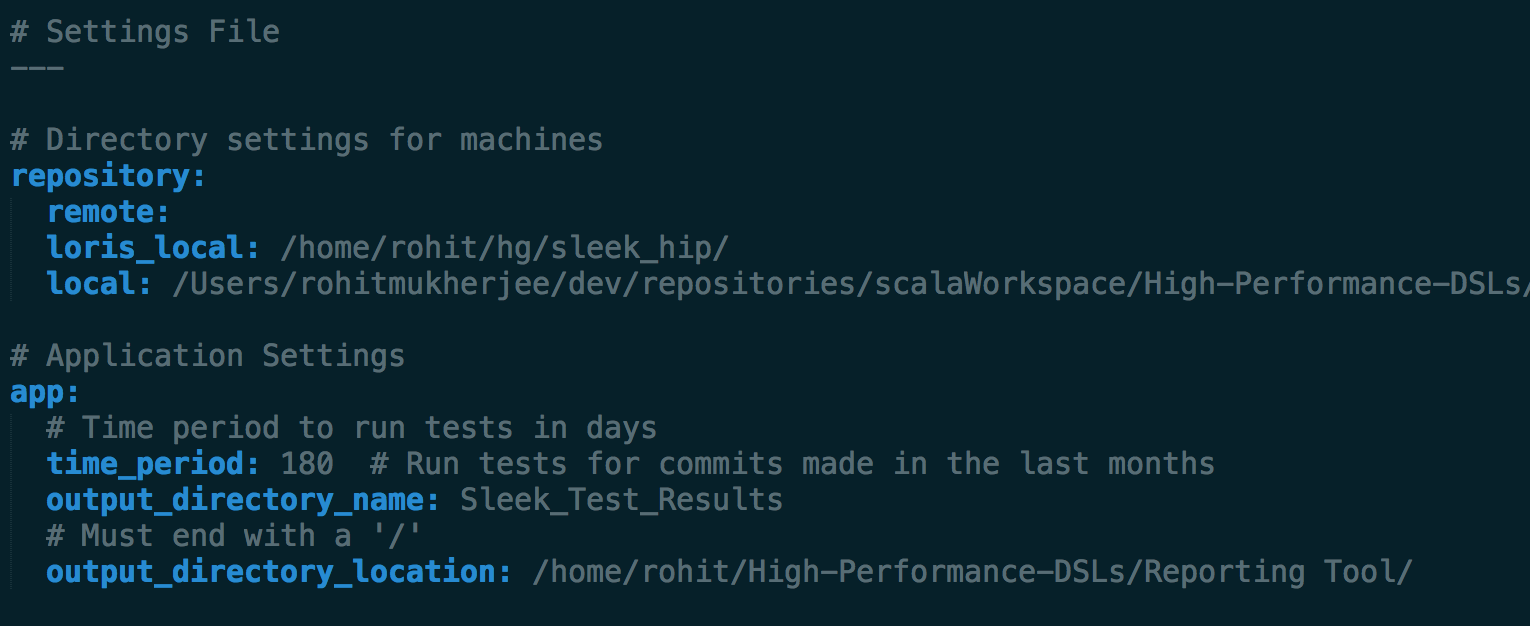 # Settings File
---
# Directory settings for machines
repository:
  remote:
  loris_local: /home/rohit/hg/sleek_hip/
  local: /Users/rohitmukherjee/dev/repositories/scalaWorkspace/High-Performance-DSLs/
# Application Settings
app:
  # Time period to run tests in days
  time_period: 180  # Run tests for commits made in the last months
  output_directory_name: Sleek_Test_Results
  # Must end with a '/'
  output_directory_location: /home/rohit/High-Performance-DSLs/Reporting Tool/